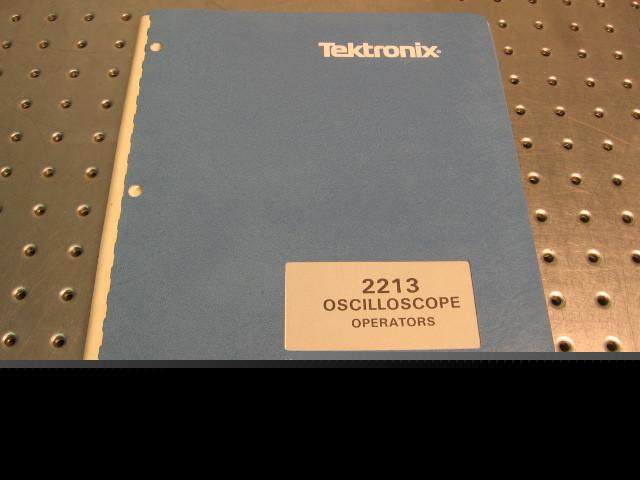 Tektronix
2213
OSCILLOSCOPE
OPERATORS